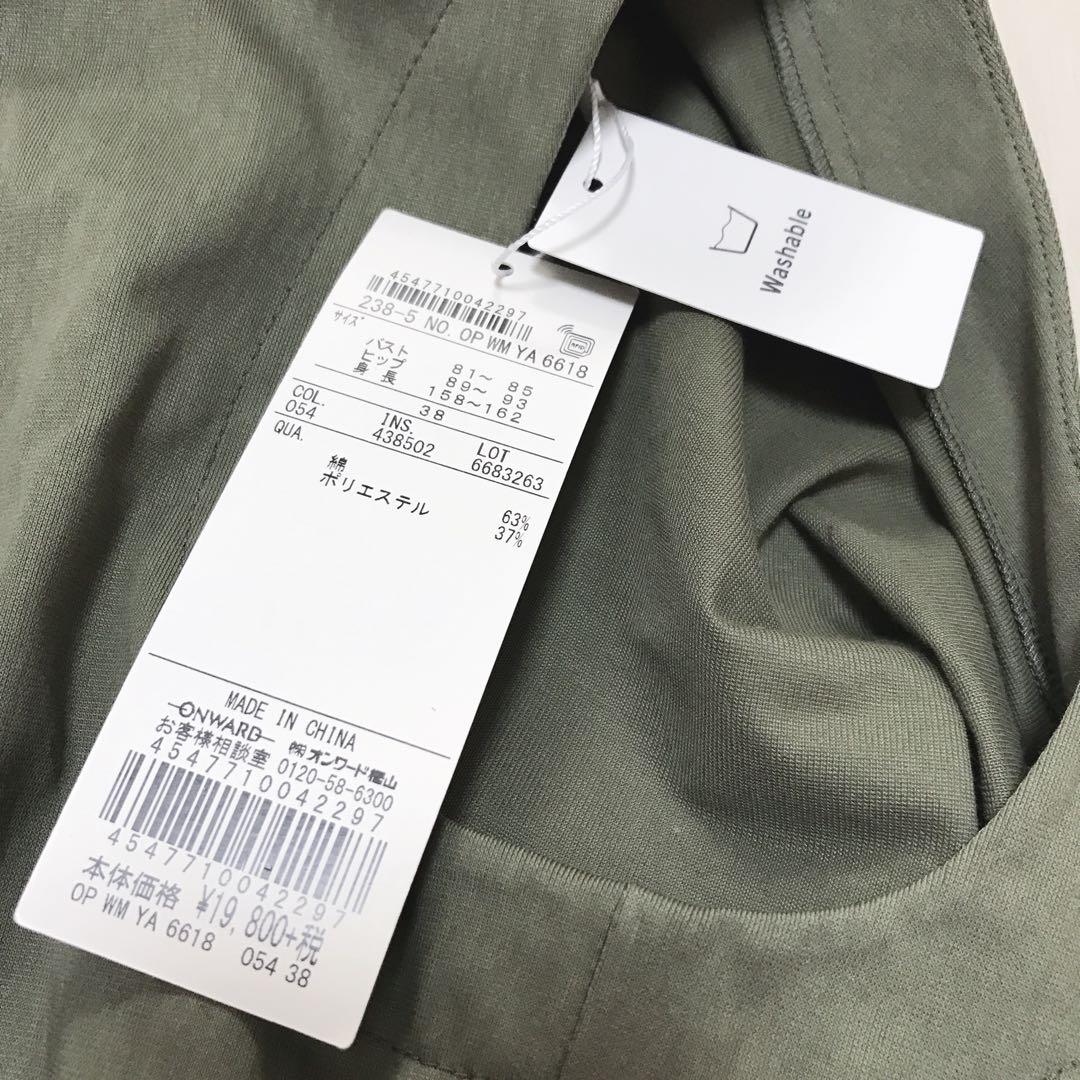 Washable
4547710042297
238-5 NO. OP WM YA 6618
RFID
サイズ
バスト 81～ 85
ヒップ 89～ 93
身長 158～162
38
COL. INS. LOT
054 438502 6683263
QUA.
綿 63%
ポリエステル 37%
MADE IN CHINA
ONWARD ㈱オンワード樫山
お客様相談室 0120-58-6300
4547710042297
4547710042297
本体価格 ¥19,800+税
OP WM YA 6618 054 38